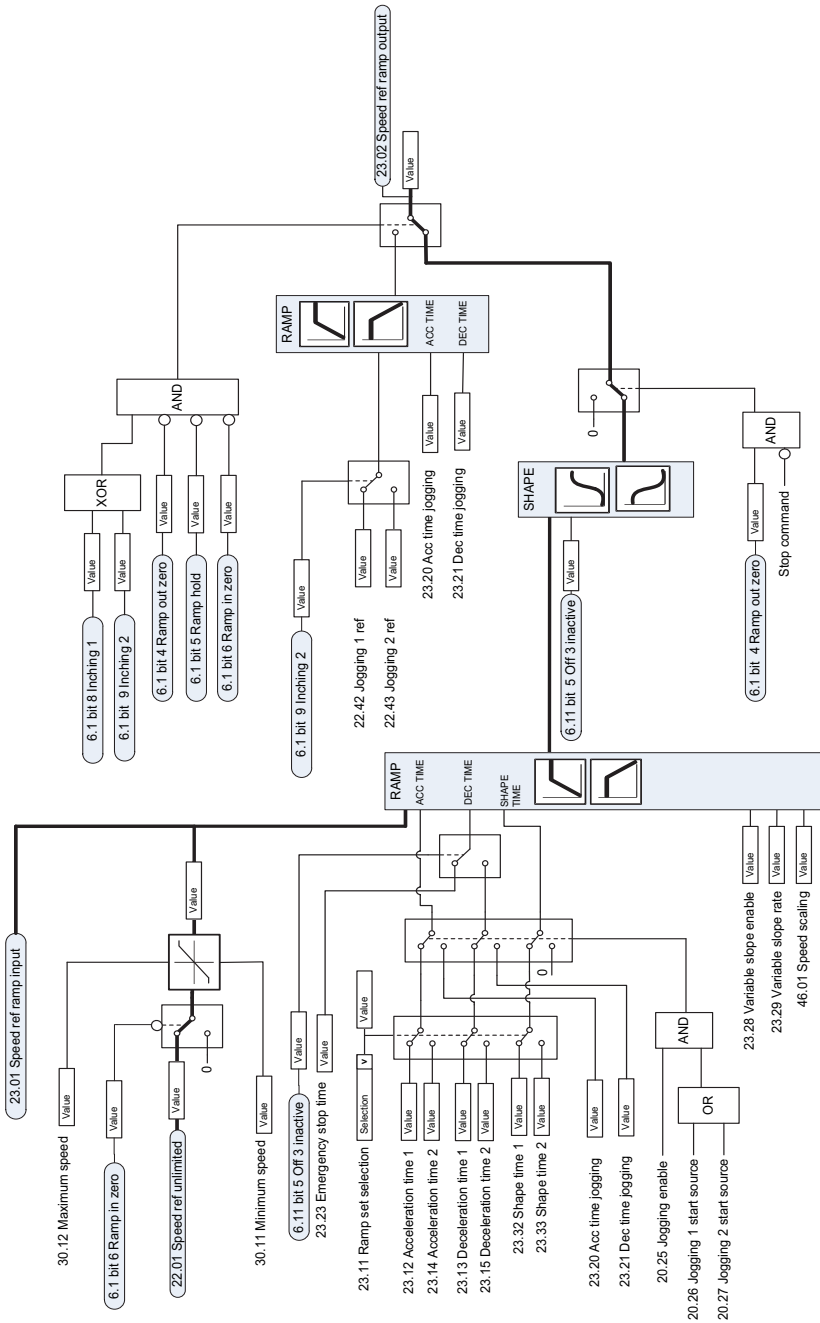 23.01 Speed ref ramp input
30.12 Maximum speed
Value
6.1 bit 6 Ramp in zero
Value
22.01 Speed ref unlimited
Value
0
Value
30.11 Minimum speed
Value
6.11 bit 5 Off 3 inactive
Value
23.23 Emergency stop time
Value
23.11 Ramp set selection
Selection
v
Value
23.12 Acceleration time 1
Value
23.14 Acceleration time 2
Value
23.13 Deceleration time 1
Value
23.15 Deceleration time 2
Value
23.32 Shape time 1
Value
23.33 Shape time 2
Value
0
23.20 Acc time jogging
Value
23.21 Dec time jogging
Value
20.25 Jogging enable
AND
20.26 Jogging 1 start source
OR
20.27 Jogging 2 start source
23.28 Variable slope enable
Value
23.29 Variable slope rate
Value
46.01 Speed scaling
Value
RAMP
ACC TIME
DEC TIME
SHAPE
TIME
6.1 bit 8 Inching 1
Value
6.1 bit 9 Inching 2
Value
XOR
6.1 bit 4 Ramp out zero
Value
6.1 bit 5 Ramp hold
Value
6.1 bit 6 Ramp in zero
Value
AND
6.1 bit 9 Inching 2
Value
22.42 Jogging 1 ref
Value
22.43 Jogging 2 ref
Value
23.20 Acc time jogging
Value
23.21 Dec time jogging
Value
RAMP
ACC TIME
DEC TIME
SHAPE
6.11 bit 5 Off 3 inactive
Value
0
6.1 bit 4 Ramp out zero
Value
AND
Stop command
23.02 Speed ref ramp output
Value